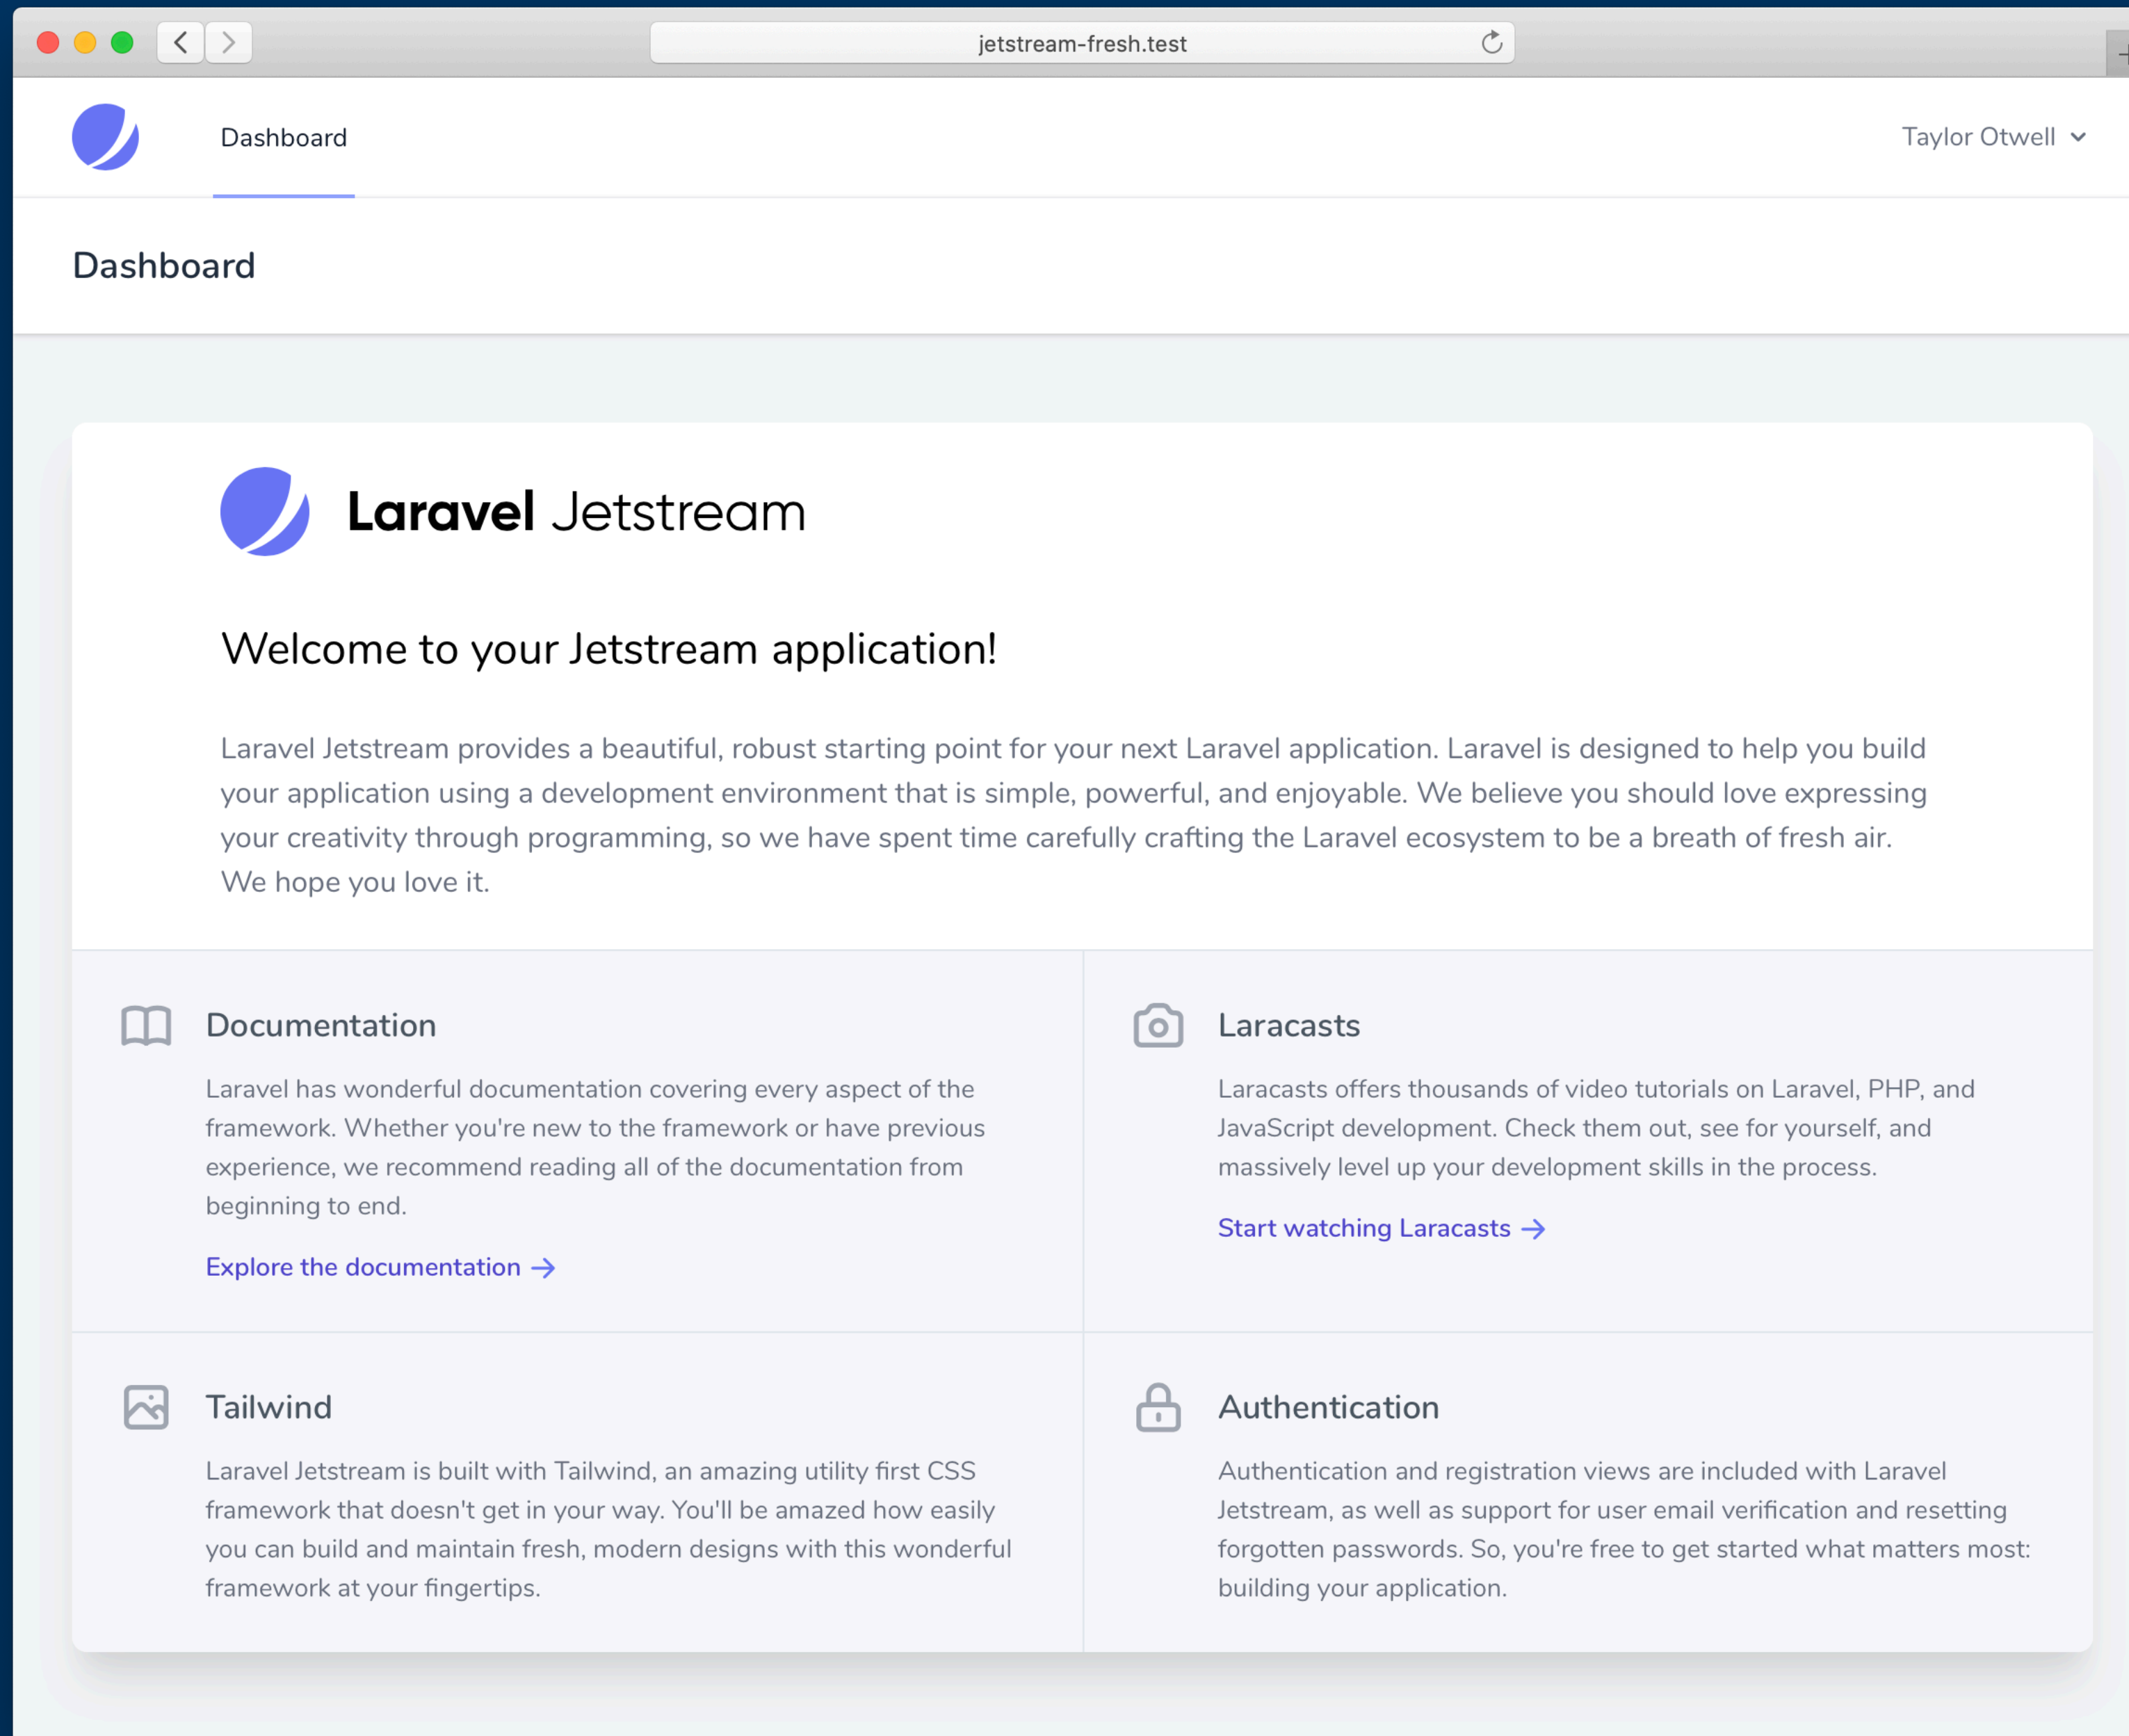 jetstream-fresh.test
Dashboard
Taylor Otwell
Dashboard
Laravel Jetstream
Welcome to your Jetstream application!
Laravel Jetstream provides a beautiful, robust starting point for your next Laravel application. Laravel is designed to help you build
your application using a development environment that is simple, powerful, and enjoyable. We believe you should love expressing
your creativity through programming, so we have spent time carefully crafting the Laravel ecosystem to be a breath of fresh air.
We hope you love it.
Documentation
Laravel has wonderful documentation covering every aspect of the
framework. Whether you're new to the framework or have previous
experience, we recommend reading all of the documentation from
beginning to end.
Explore the documentation →
Laracasts
Laracasts offers thousands of video tutorials on Laravel, PHP, and
JavaScript development. Check them out, see for yourself, and
massively level up your development skills in the process.
Start watching Laracasts →
Tailwind
Laravel Jetstream is built with Tailwind, an amazing utility first CSS
framework that doesn't get in your way. You'll be amazed how easily
you can build and maintain fresh, modern designs with this wonderful
framework at your fingertips.
Authentication
Authentication and registration views are included with Laravel
Jetstream, as well as support for user email verification and resetting
forgotten passwords. So, you're free to get started what matters most:
building your application.